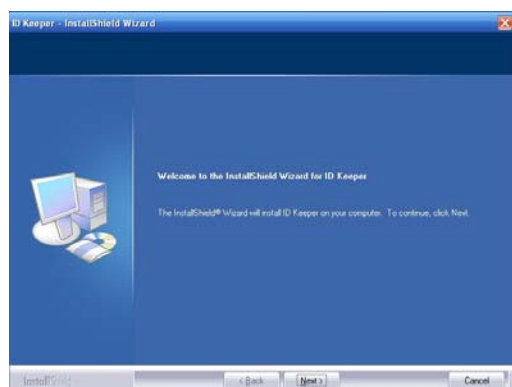 ID Keeper - InstallShield Wizard
Welcome to the InstallShield Wizard for ID Keeper
The InstallShield® Wizard will install ID Keeper on your computer. To continue, click Next.
InstallShield
< Back
Next >
Cancel